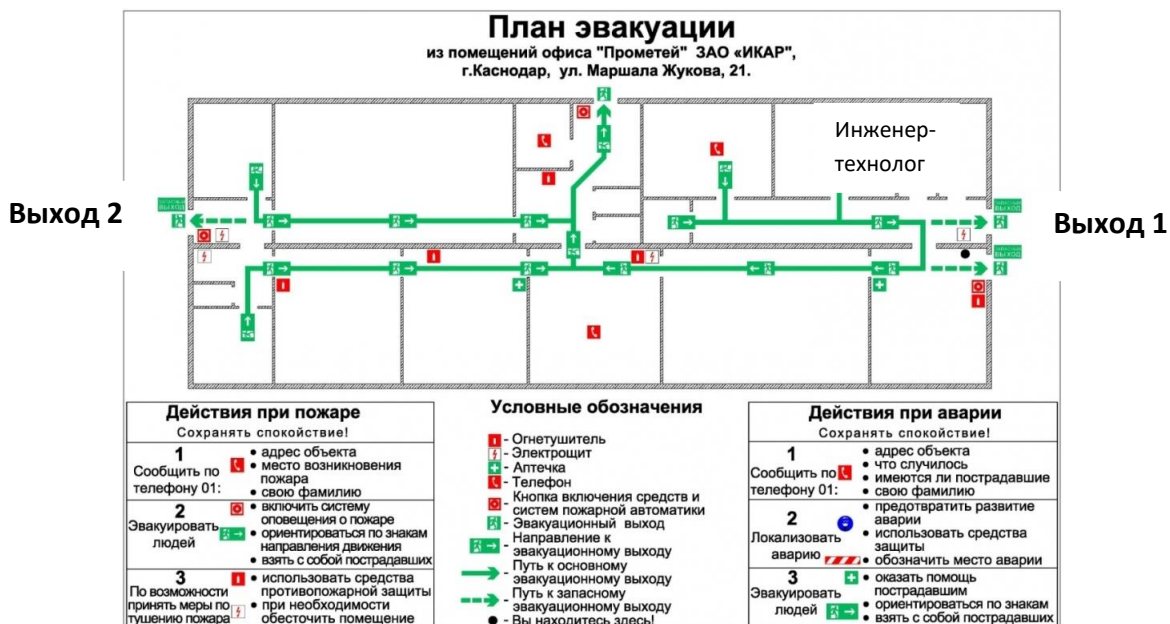 План эвакуации
из помещений офиса "Прометей" ЗАО «ИКАР",
г.Каснодар, ул. Маршала Жукова, 21.
Инженер-
технолог
Выход 2
ВЫХОД
ВЫХОД
Выход 1
ВЫХОД
Действия при пожаре
Сохранять спокойствие!
1
Сообщить по
телефону 01:
• адрес объекта
• место возникновения
пожара
• свою фамилию
2
Эвакуировать
людей
• включить систему
оповещения о пожаре
• ориентироваться по знакам
направления движения
• взять с собой пострадавших
3
По возможности
принять меры по
тушению пожара
• использовать средства
противопожарной защиты
• при необходимости
обесточить помещение
Условные обозначения
- Огнетушитель
- Электрощит
- Аптечка
- Телефон
- Кнопка включения средств и
систем пожарной автоматики
- Эвакуационный выход
- Направление к
эвакуационному выходу
- Путь к основному
эвакуационному выходу
- Путь к запасному
эвакуационному выходу
- Вы находитесь здесь!
Действия при аварии
Сохранять спокойствие!
1
Сообщить по
телефону 01:
• адрес объекта
• что случилось
• имеются ли пострадавшие
• свою фамилию
2
Локализовать
аварию
• предотвратить развитие
аварии
• использовать средства
защиты
• обозначить место аварии
3
Эвакуировать
людей
• оказать помощь
пострадавшим
• ориентироваться по знакам
• взять с собой пострадавших